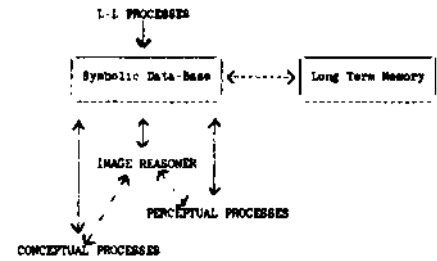 L-L PROCESSES
Symbolic Data-Base
Long Term Memory
IMAGE REASONER
PERCEPTUAL PROCESSES
CONCEPTUAL PROCESSES